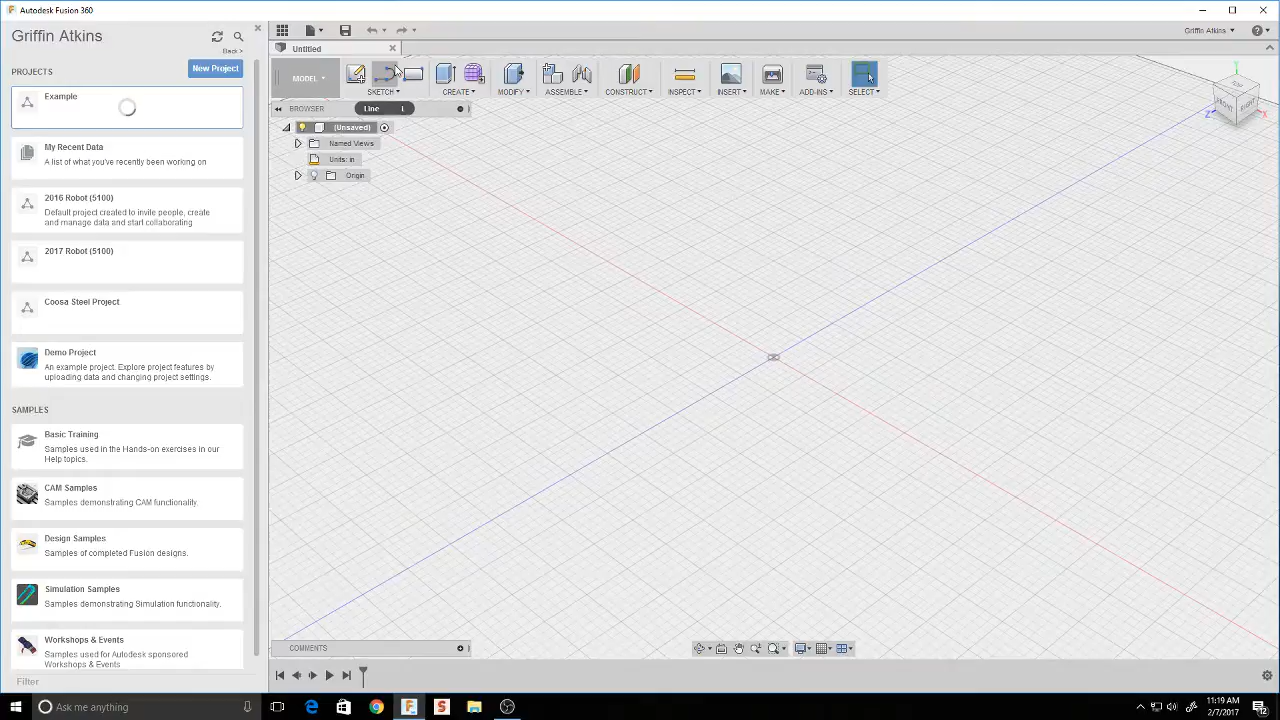 Autodesk Fusion 360
Griffin Atkins
Back >
PROJECTS
New Project
Example
My Recent Data
A list of what you've recently been working on
2016 Robot (5100)
Default project created to invite people, create
and manage data and start collaborating
2017 Robot (5100)
Coosa Steel Project
Demo Project
An example project. Explore project features by
uploading data and changing project settings.
SAMPLES
Basic Training
Samples used in the Hands-on exercises in our
Help topics.
CAM Samples
Samples demonstrating CAM functionality.
Design Samples
Samples of completed Fusion designs.
Simulation Samples
Samples demonstrating Simulation functionality.
Workshops & Events
Samples used for Autodesk sponsored
Workshops & Events
Filter
Griffin Atkins
Untitled
MODEL
SKETCH
CREATE
MODIFY
ASSEMBLE
CONSTRUCT
INSPECT
INSERT
MAKE
ADD-INS
SELECT
BROWSER
Line L
(Unsaved)
Named Views
Units: in
Origin
TOP
FRONT
RIGHT
Y
Z
X
COMMENTS
Ask me anything
11:19 AM
2/7/2017